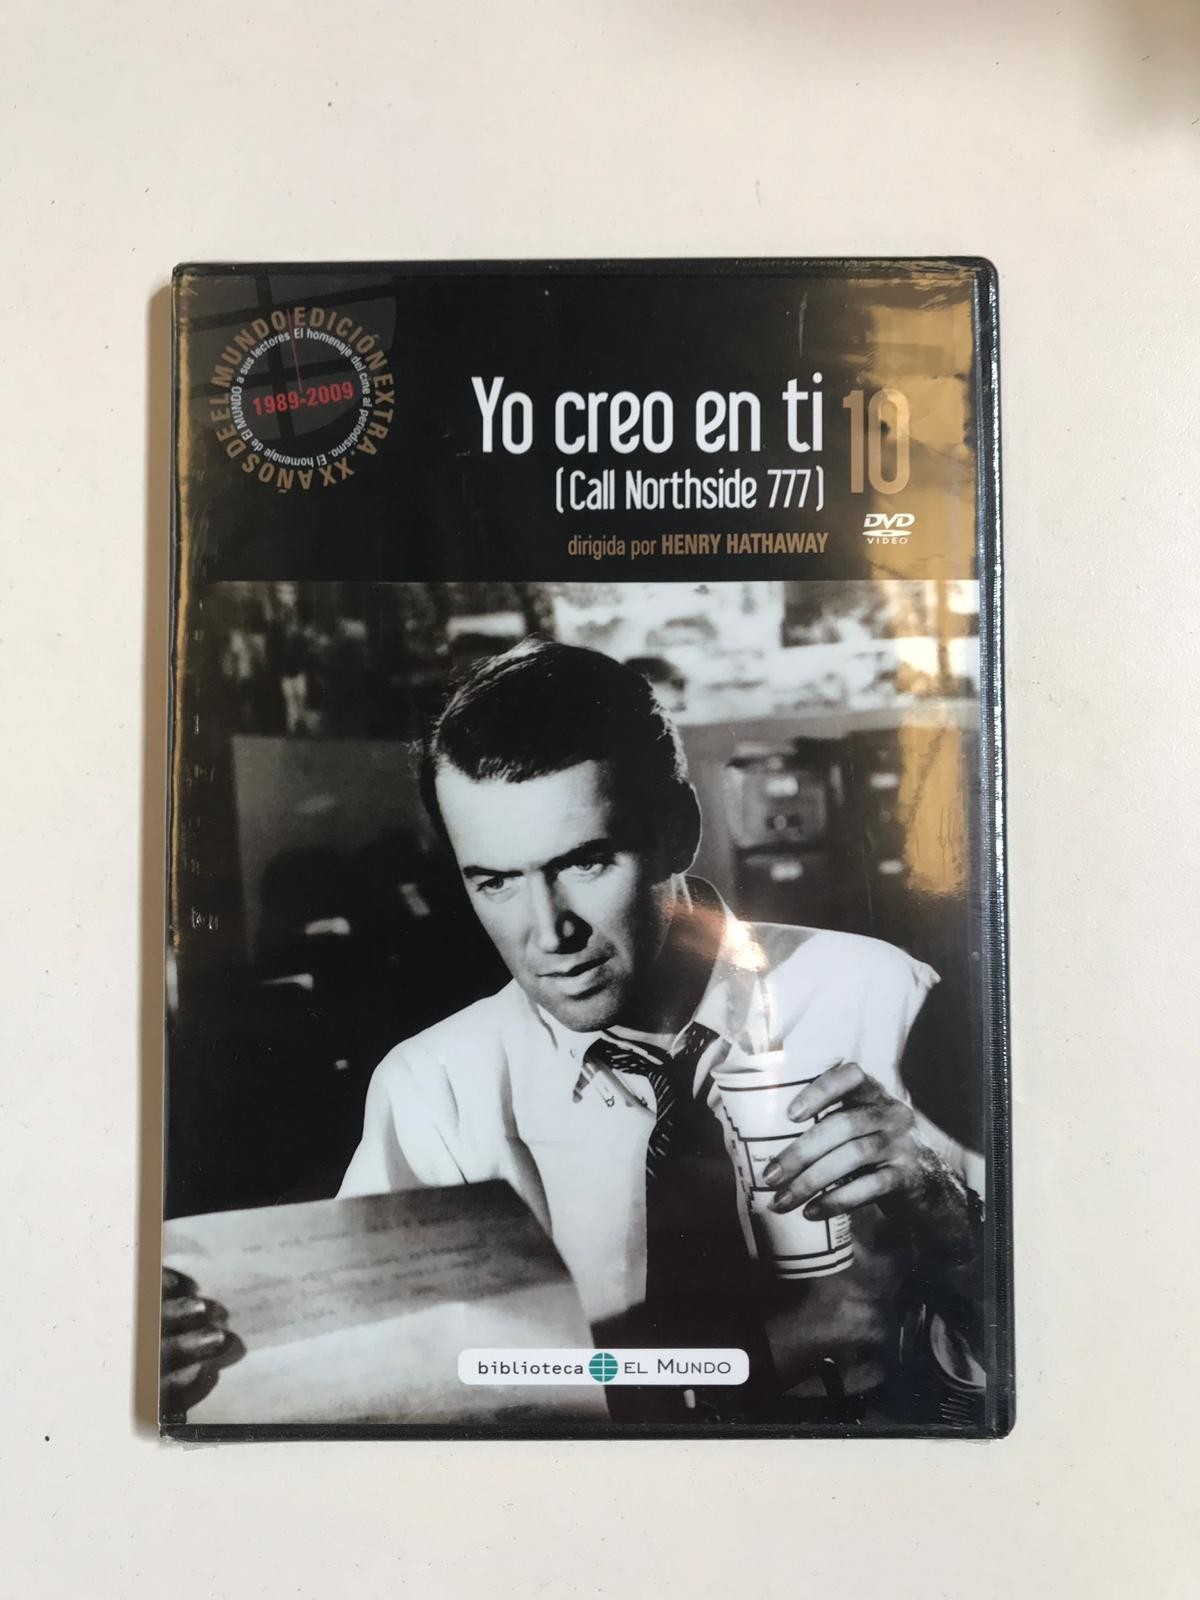 EDICIÓN EXTRA. XX AÑOS DE EL MUNDO
El homenaje del cine al periodismo. El homenaje de El MUNDO a sus lectores
1989-2009
Yo creo en ti
10
(Call Northside 777)
DVD
VIDEO
dirigida por HENRY HATHAWAY
biblioteca EL MUNDO